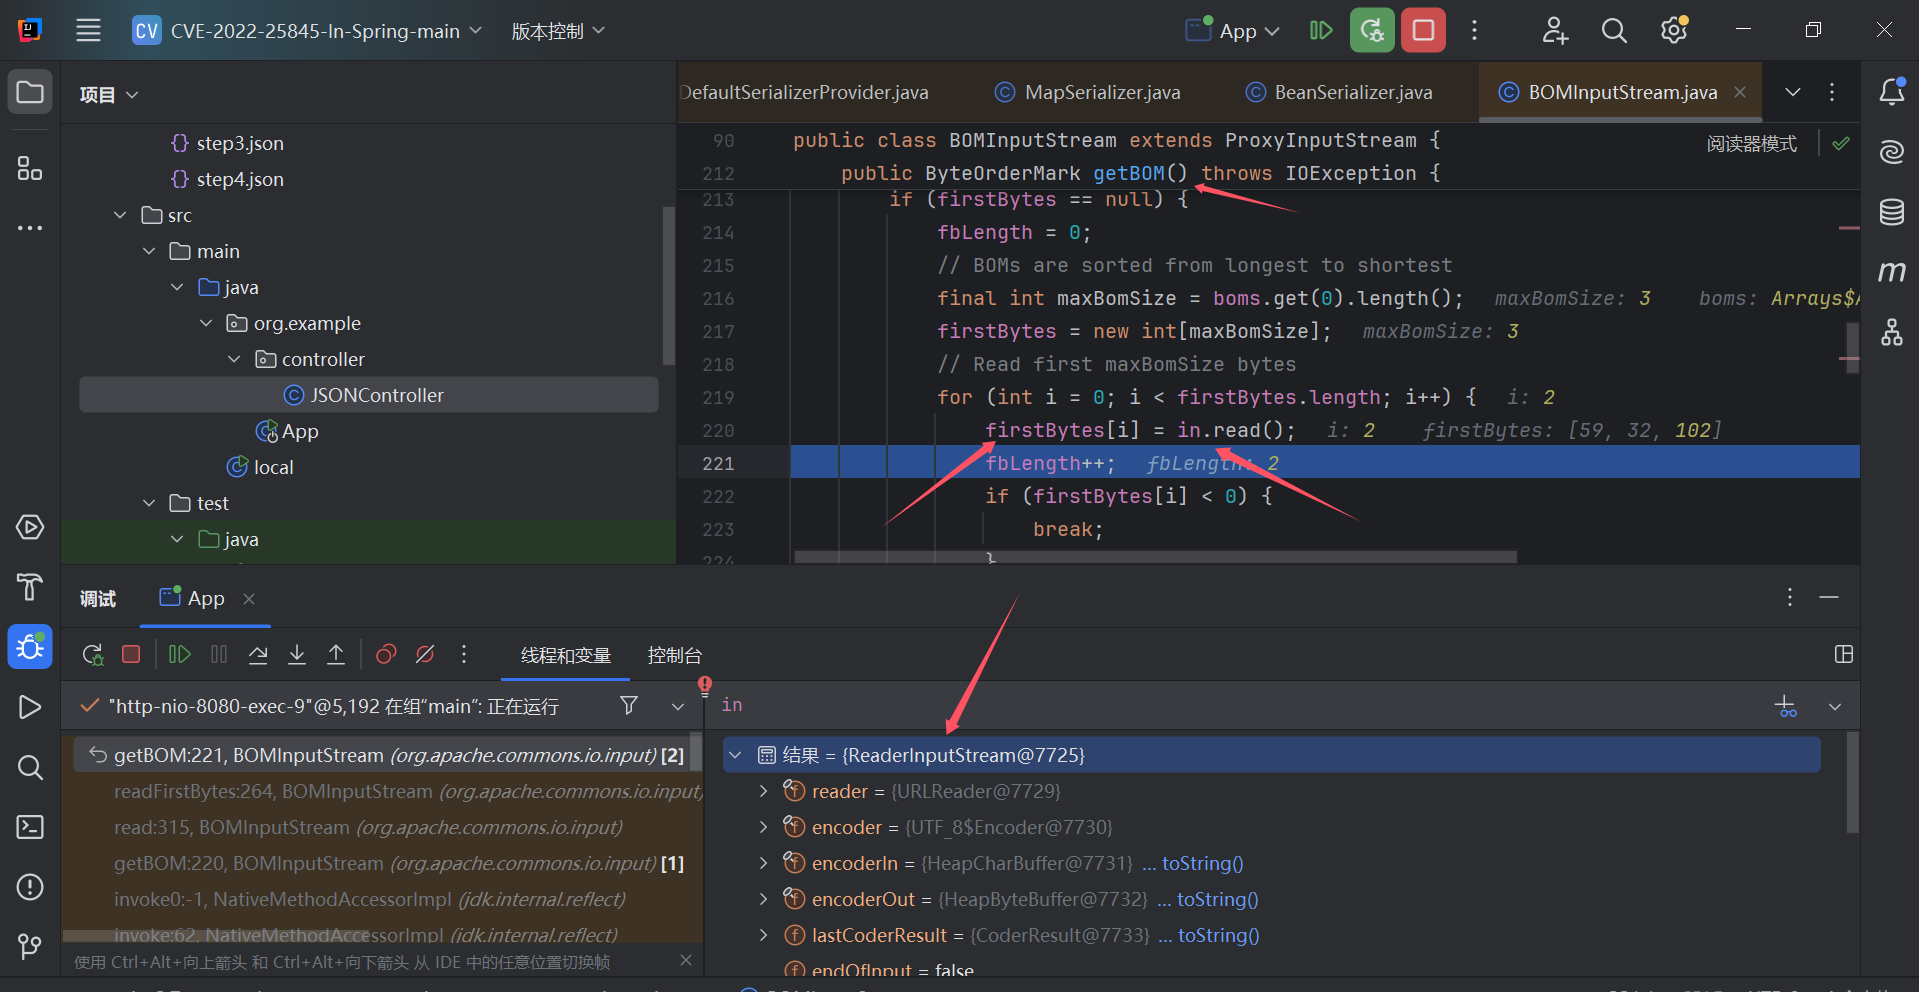 CV CVE-2022-25845-In-Spring-main 版本控制 App
项目
step3.json
step4.json
src
main
java
org.example
controller
JSONController
App
local
test
java
DefaultSerializerProvider.java MapSerializer.java BeanSerializer.java BOMInputStream.java
阅读器模式
90 public class BOMInputStream extends ProxyInputStream {
212 public ByteOrderMark getBOM() throws IOException {
213 if (firstBytes == null) {
214 fbLength = 0;
215 // BOMs are sorted from longest to shortest
216 final int maxBomSize = boms.get(0).length(); maxBomSize: 3 boms: Arrays$A
217 firstBytes = new int[maxBomSize]; maxBomSize: 3
218 // Read first maxBomSize bytes
219 for (int i = 0; i < firstBytes.length; i++) { i: 2
220 firstBytes[i] = in.read(); i: 2 firstBytes: [59, 32, 102]
221 fbLength++; fbLength: 2
222 if (firstBytes[i] < 0) {
223 break;
224 }
调试 App
线程和变量 控制台
"http-nio-8080-exec-9"@5,192 在组“main”: 正在运行
getBOM:221, BOMInputStream (org.apache.commons.io.input) [2]
readFirstBytes:264, BOMInputStream (org.apache.commons.io.input)
read:315, BOMInputStream (org.apache.commons.io.input)
getBOM:220, BOMInputStream (org.apache.commons.io.input) [1]
invoke0:-1, NativeMethodAccessorImpl (jdk.internal.reflect)
invoke:62, NativeMethodAccessorImpl (jdk.internal.reflect)
使用 Ctrl+Alt+向上箭头 和 Ctrl+Alt+向下箭头 从 IDE 中的任意位置切换帧
in
结果 = {ReaderInputStream@7725}
reader = {URLReader@7729}
encoder = {UTF_8$Encoder@7730}
encoderIn = {HeapCharBuffer@7731} ... toString()
encoderOut = {HeapByteBuffer@7732} ... toString()
lastCoderResult = {CoderResult@7733} ... toString()
endOfInput = false